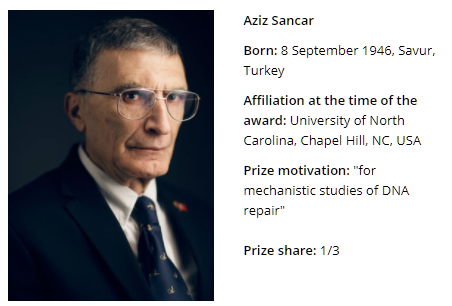 Aziz Sancar
Born: 8 September 1946, Savur,
Turkey
Affiliation at the time of the
award: University of North
Carolina, Chapel Hill, NC, USA
Prize motivation: "for
mechanistic studies of DNA
repair"
Prize share: 1/3